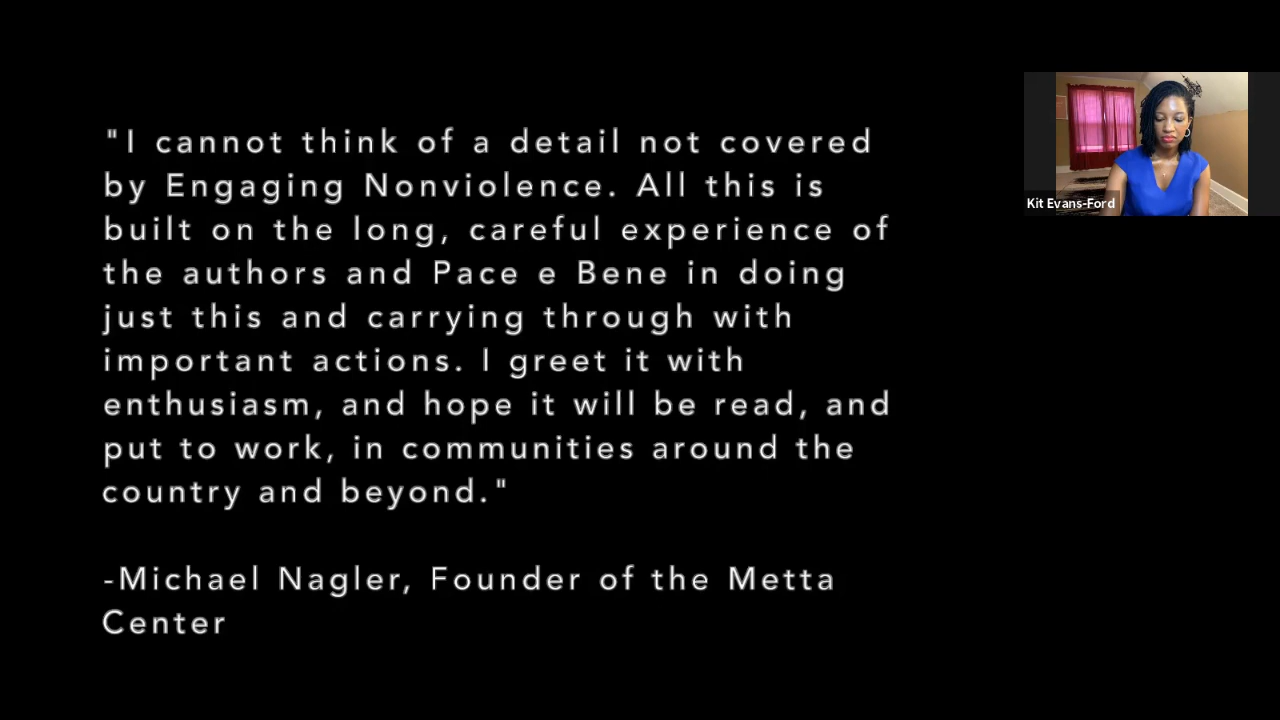 "I cannot think of a detail not covered
by Engaging Nonviolence. All this is
built on the long, careful experience of
the authors and Pace e Bene in doing
just this and carrying through with
important actions. I greet it with
enthusiasm, and hope it will be read, and
put to work, in communities around the
country and beyond."
-Michael Nagler, Founder of the Metta
Center
Kit Evans-Ford